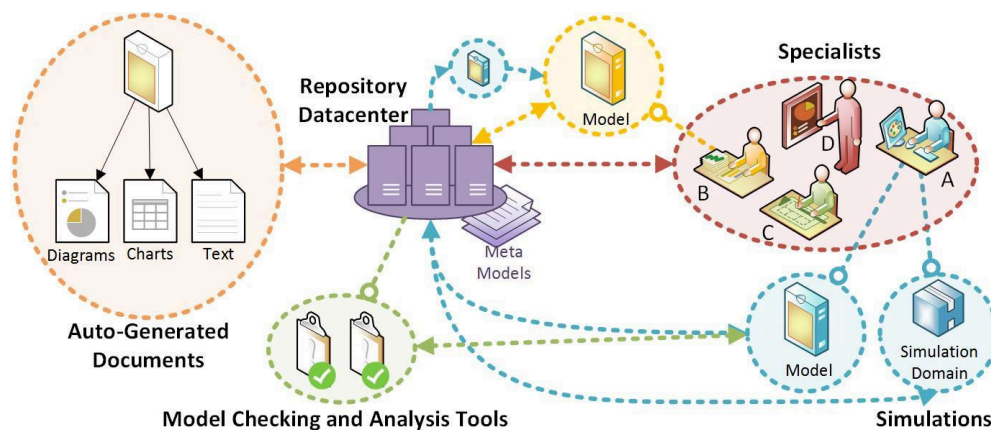 Specialists
Repository
Datacenter
Model
D
A
B
C
Diagrams
Charts
Text
Meta
Models
Auto-Generated
Documents
Model
Simulation
Domain
Model Checking and Analysis Tools
Simulations